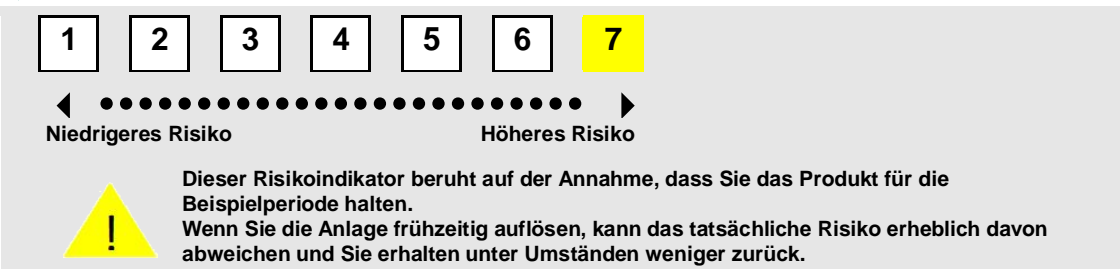 1 2 3 4 5 6 7
Niedrigeres Risiko Höheres Risiko
Dieser Risikoindikator beruht auf der Annahme, dass Sie das Produkt für die
Beispielperiode halten.
Wenn Sie die Anlage frühzeitig auflösen, kann das tatsächliche Risiko erheblich davon
abweichen und Sie erhalten unter Umständen weniger zurück.
!